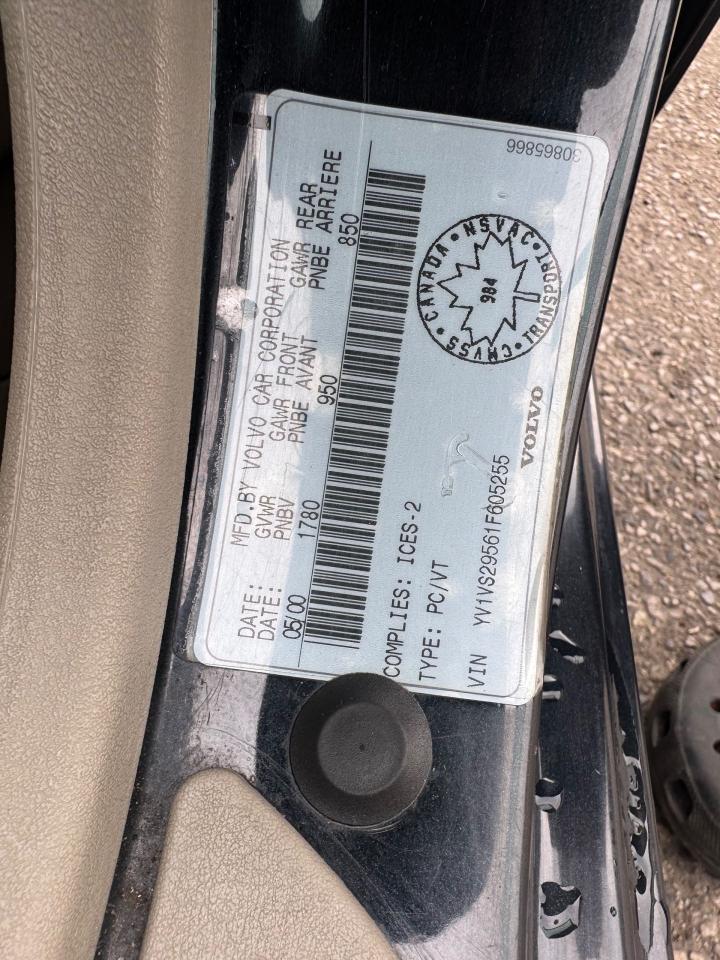 DATE: MFD.BY VOLVO CAR CORPORATION
DATE: GVWR GAWR FRONT GAWR REAR
PNBV PNBE AVANT PNBE ARRIERE
05/00 1780 950 850
COMPLIES: ICES-2
TYPE: PC/VT
VIN YV1VS29561F605255
VOLVO
CANADA • NSVAC • TRANSPORT • CMVSS •
984
30865866